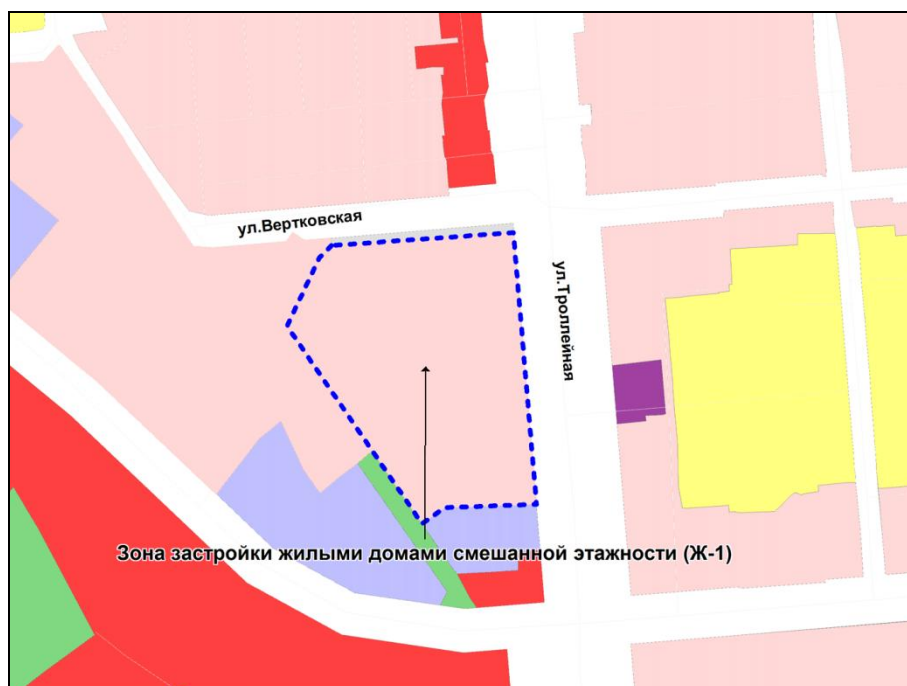 ул.Вертковская
ул.Троллейная
Зона застройки жилыми домами смешанной этажности (Ж-1)